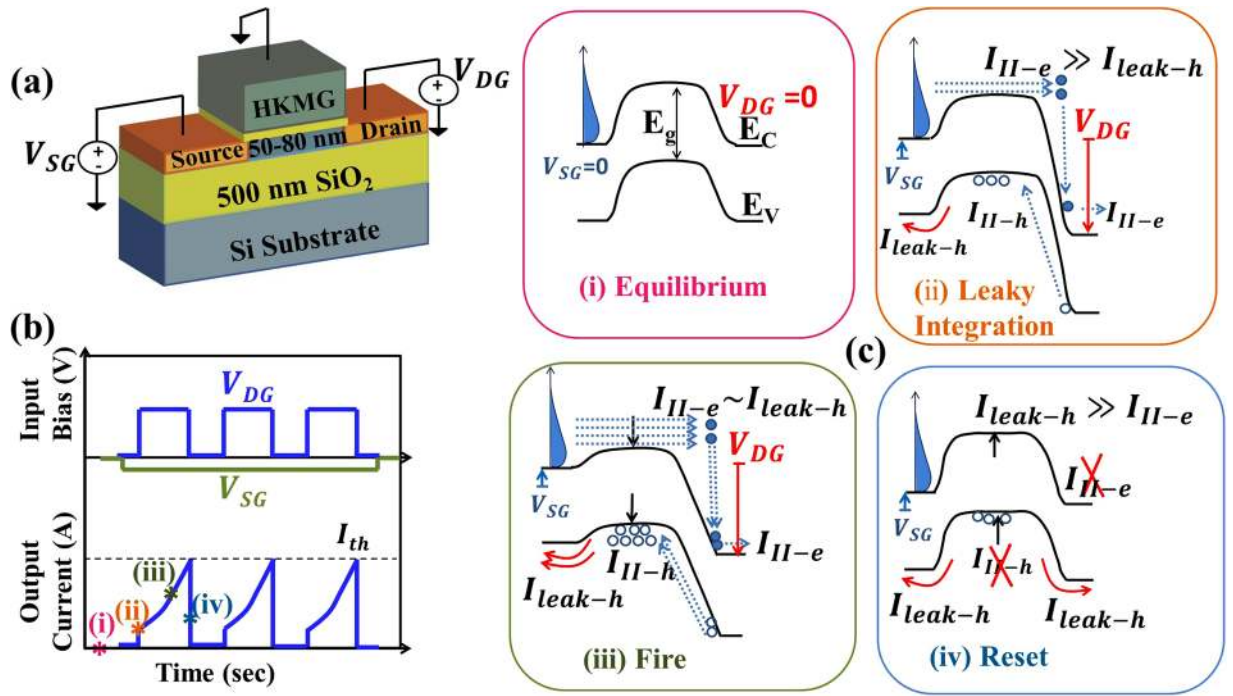 (a)
HKMG
V_DG
+
-
V_SG
+
-
Source
50-80 nm
Drain
500 nm SiO₂
Si Substrate
(b)
Input
Bias (V)
V_DG
V_SG
Output
Current (A)
I_th
(i)
(ii)
(iii)
(iv)
Time (sec)
(c)
V_DG =0
E_g
E_C
V_SG=0
E_V
(i) Equilibrium
I_II-e ≫ I_leak-h
V_DG
V_SG
I_II-h
I_II-e
I_leak-h
(ii) Leaky
Integration
I_II-e~I_leak-h
V_DG
V_SG
I_II-e
I_II-h
I_leak-h
(iii) Fire
I_leak-h ≫ I_II-e
I_II-e
V_SG
I_II-h
I_leak-h
I_leak-h
(iv) Reset